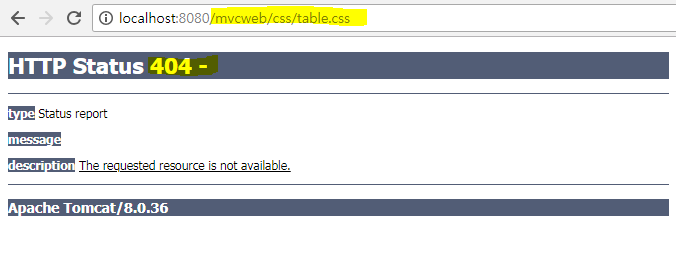 localhost:8080/mvcweb/css/table.css
HTTP Status 404 -
type Status report
message
description The requested resource is not available.
Apache Tomcat/8.0.36